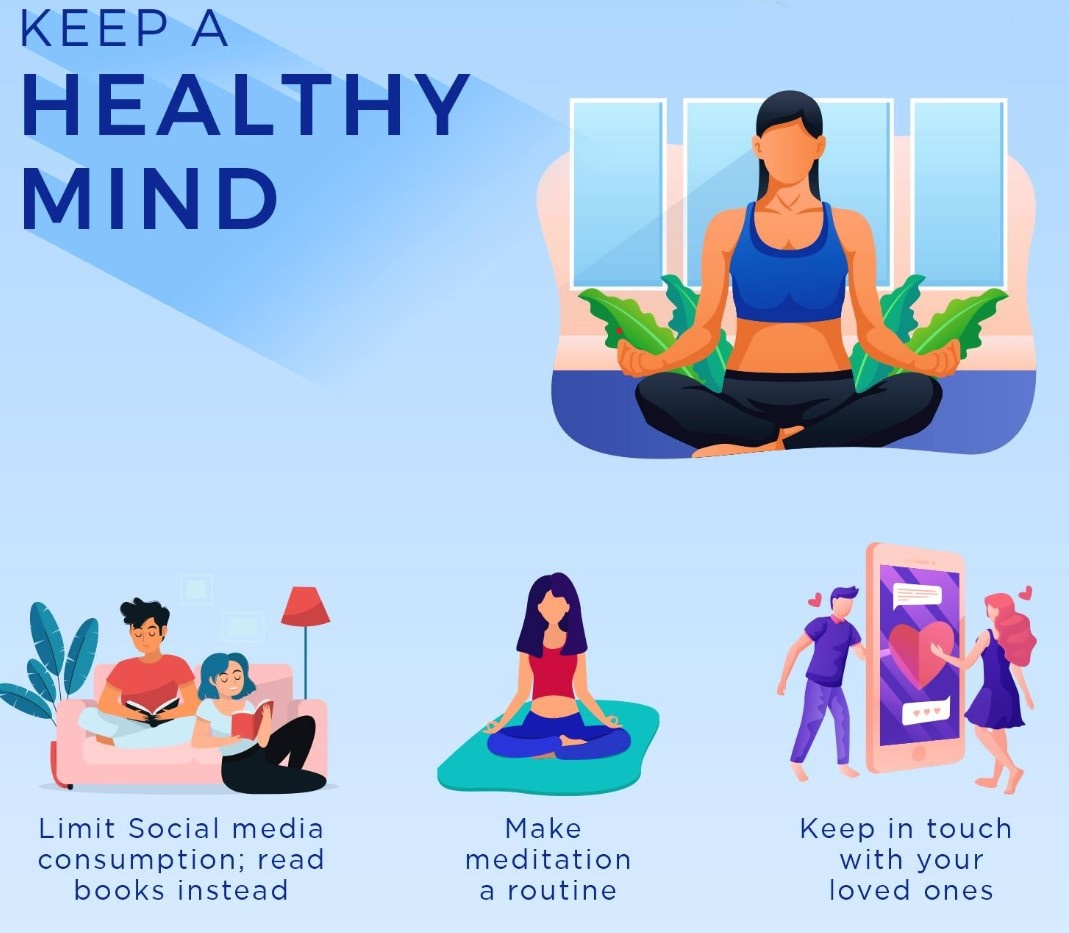 KEEP A
HEALTHY
MIND
Limit Social media
consumption; read
books instead
Make
meditation
a routine
Keep in touch
with your
loved ones